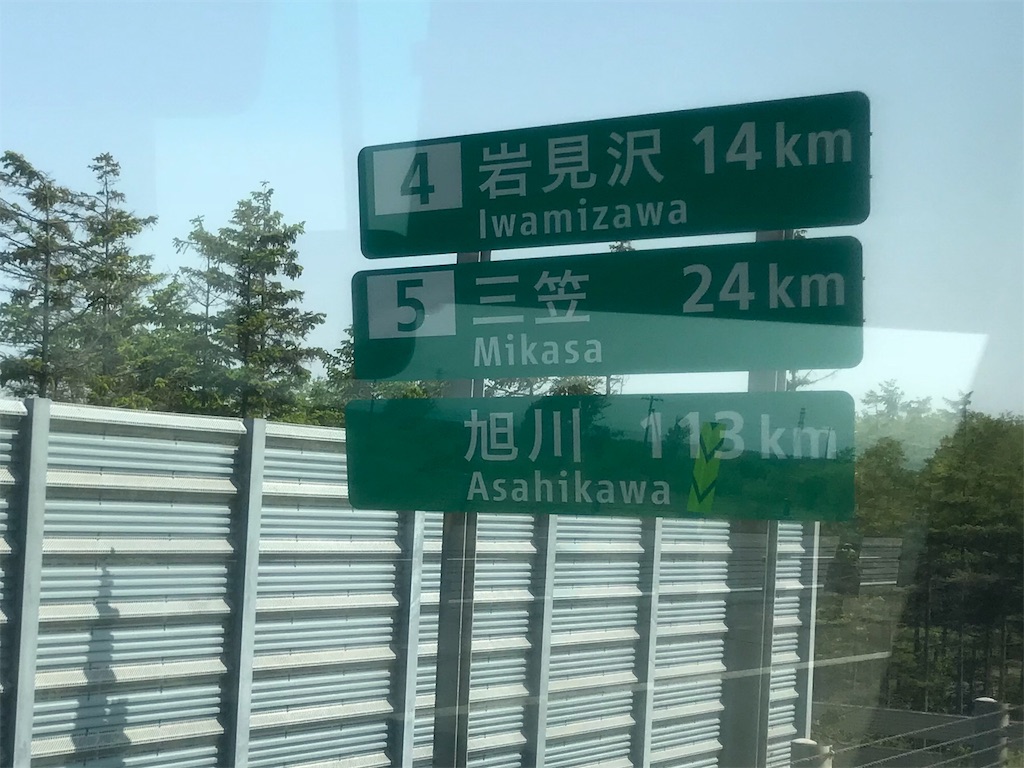 4 岩見沢 14km
Iwamizawa
5 三笠 24km
Mikasa
旭川 113km
Asahikawa